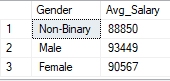 Gender Avg_Salary
1 Non-Binary 88850
2 Male 93449
3 Female 90567